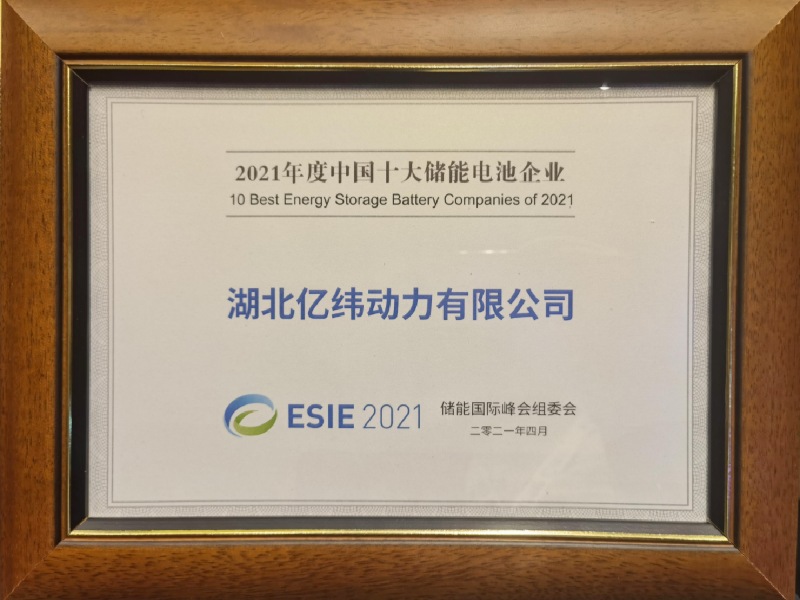 2021年度中国十大储能电池企业
10 Best Energy Storage Battery Companies of 2021
湖北亿纬动力有限公司
ESIE 2021
储能国际峰会组委会
二零二一年四月